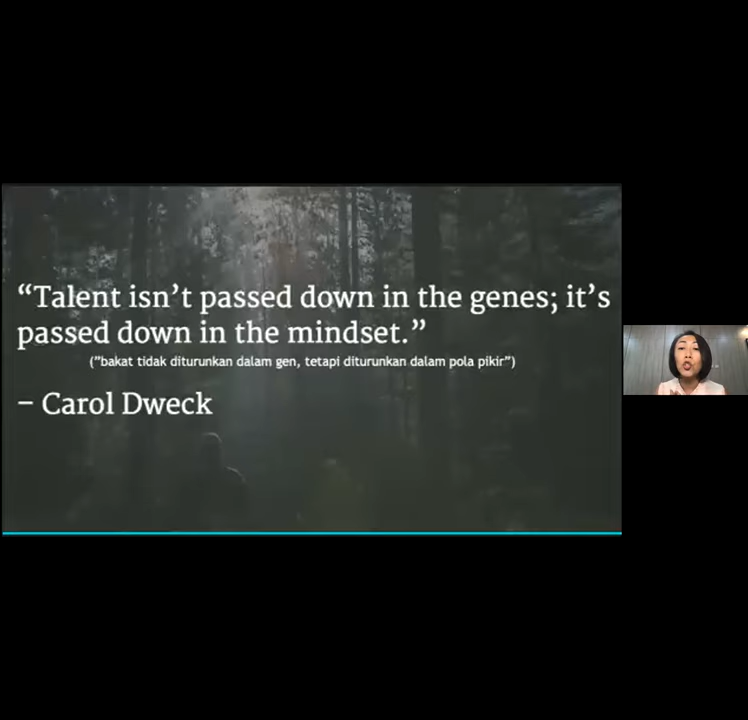 “Talent isn’t passed down in the genes; it’s
passed down in the mindset.”
(”bakat tidak diturunkan dalam gen, tetapi diturunkan dalam pola pikir”)
– Carol Dweck